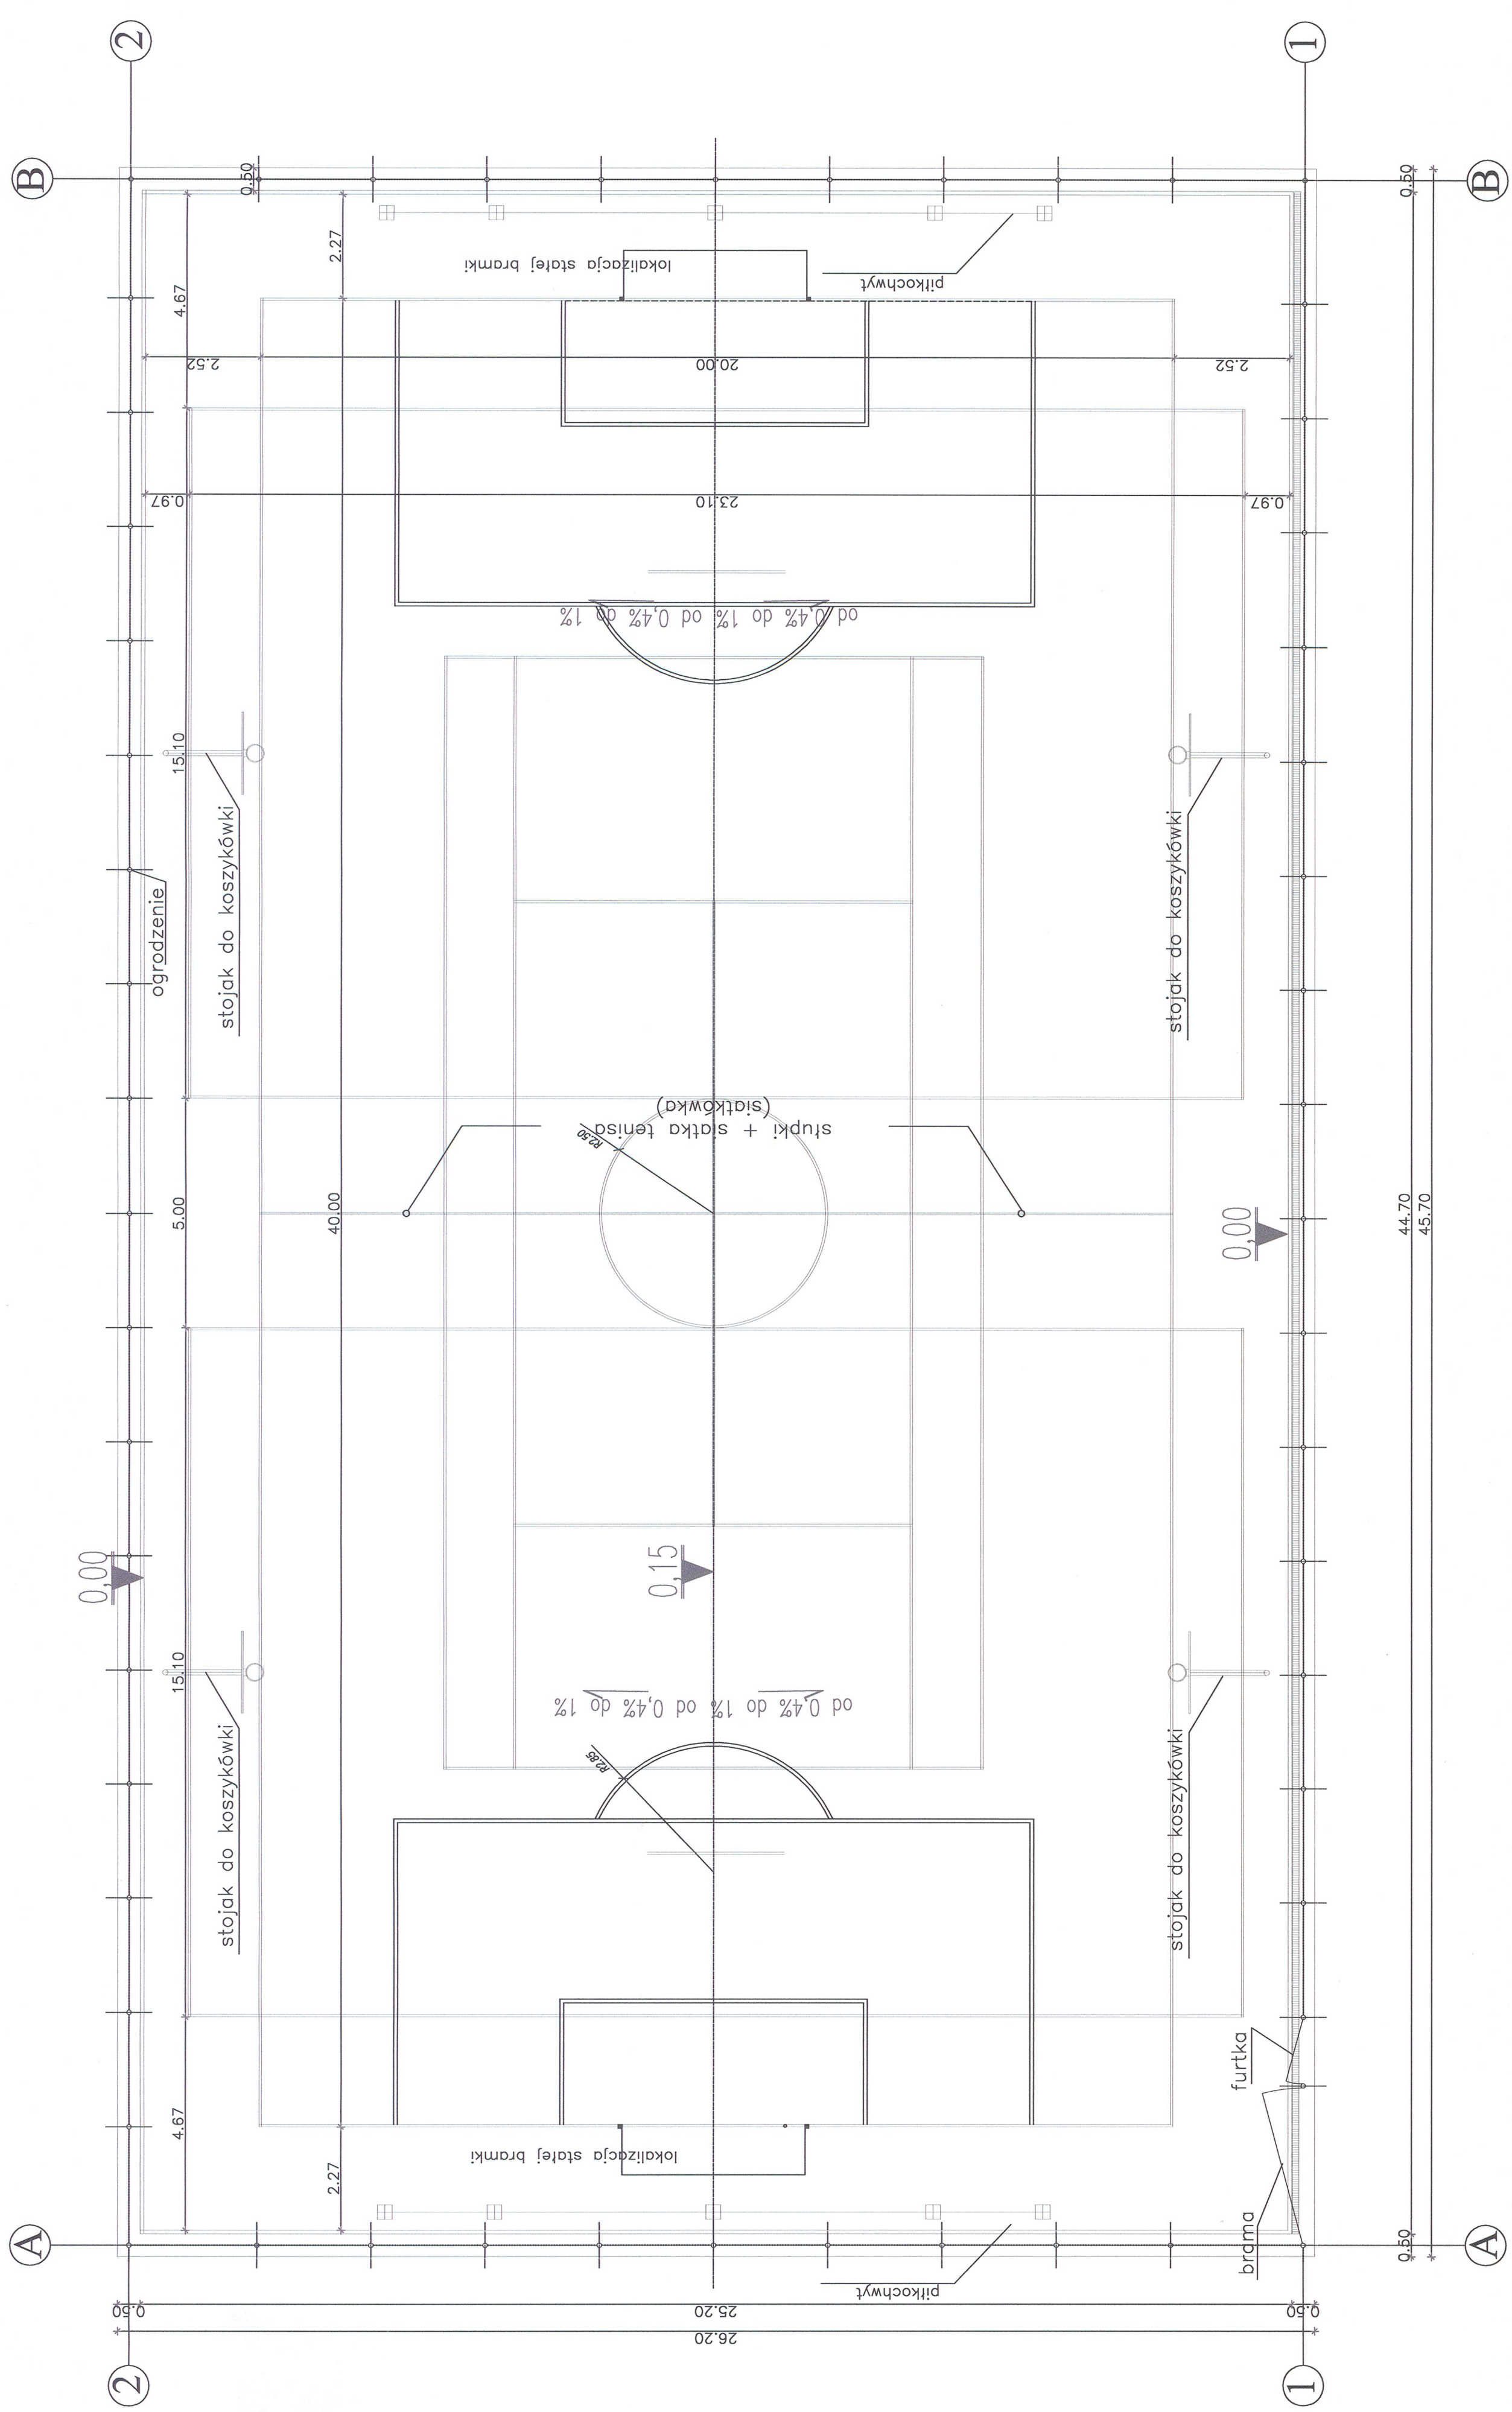 2
1
B
B
0.50
0.50
2.27
lokalizacja stałej bramki
piłkochwyt
4.67
2.52
20.00
2.52
0.97
23.10
0.97
od 0,4% do 1%
od 0,4% do 1%
15.10
stojak do koszykówki
stojak do koszykówki
ogrodzenie
słupki + siatka tenisa
(siatkówka)
R2.50
5.00
40.00
0,00
44.70
45.70
0,00
0,15
15.10
od 0,4% do 1%
od 0,4% do 1%
R2.85
stojak do koszykówki
stojak do koszykówki
furtka
4.67
2.27
lokalizacja stałej bramki
brama
0.50
A
A
piłkochwyt
0.50
25.20
0.50
26.20
2
1